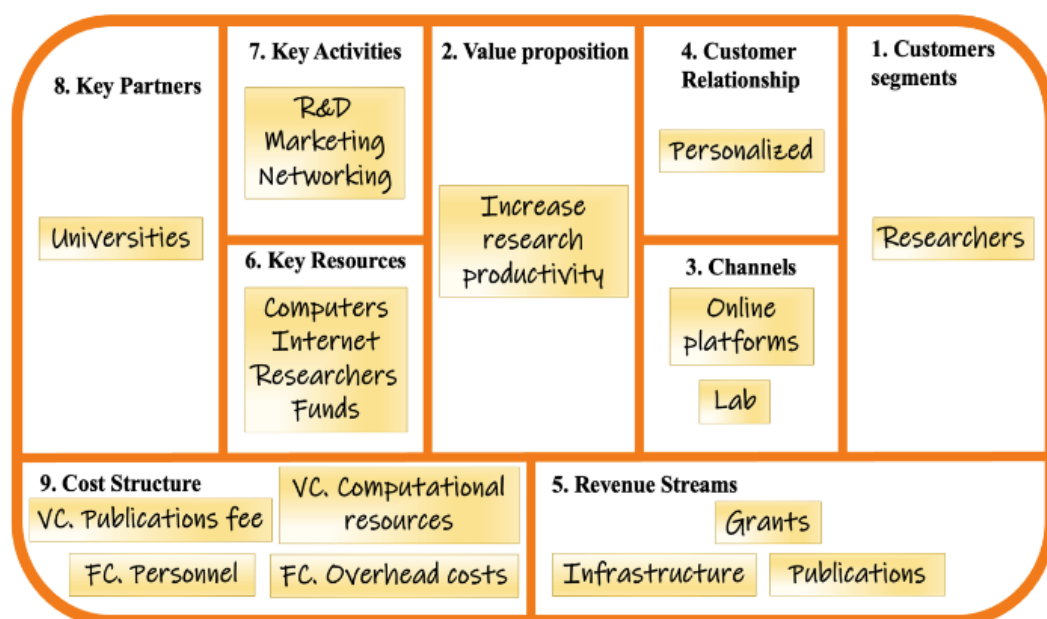 8. Key Partners
Universities
7. Key Activities
R&D
Marketing
Networking
6. Key Resources
Computers
Internet
Researchers
Funds
2. Value proposition
Increase
research
productivity
4. Customer
Relationship
Personalized
3. Channels
Online
platforms
Lab
1. Customers
segments
Researchers
9. Cost Structure
VC. Publications fee
VC. Computational
resources
FC. Personnel
FC. Overhead costs
5. Revenue Streams
Grants
Infrastructure
Publications